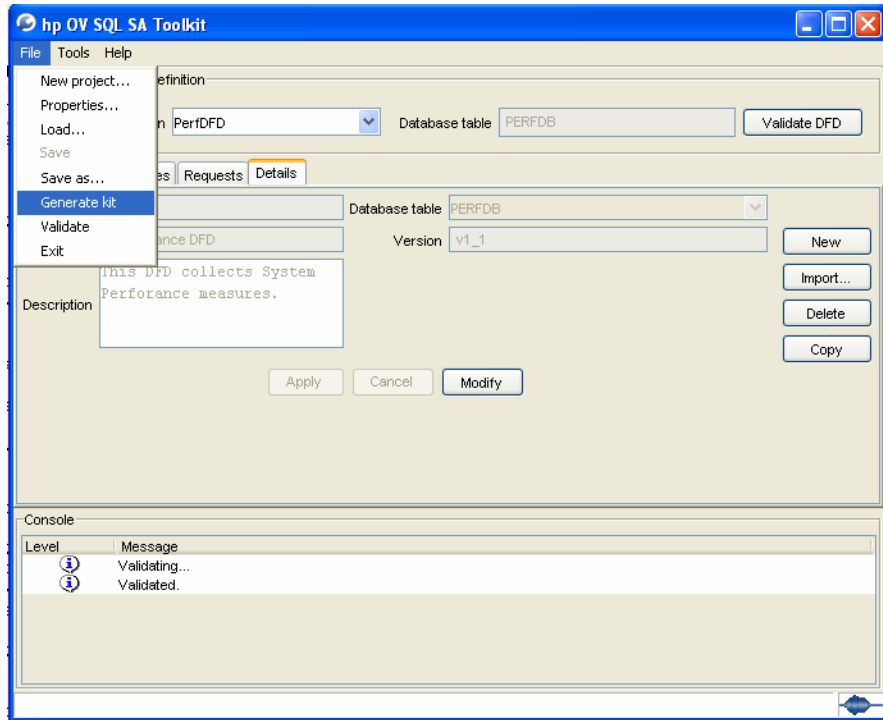 hp OV SQL SA Toolkit
File Tools Help
New project...
Properties...
Load...
Save
Save as...
Generate kit
Validate
Exit
efinition
n PerfDFD Database table PERFDB Validate DFD
es Requests Details
Database table PERFDB
ance DFD Version v1_1
New
Import...
Delete
Copy
Description This DFD collects System
Perforance measures.
Apply Cancel Modify
Console
Level Message
Validating...
Validated.